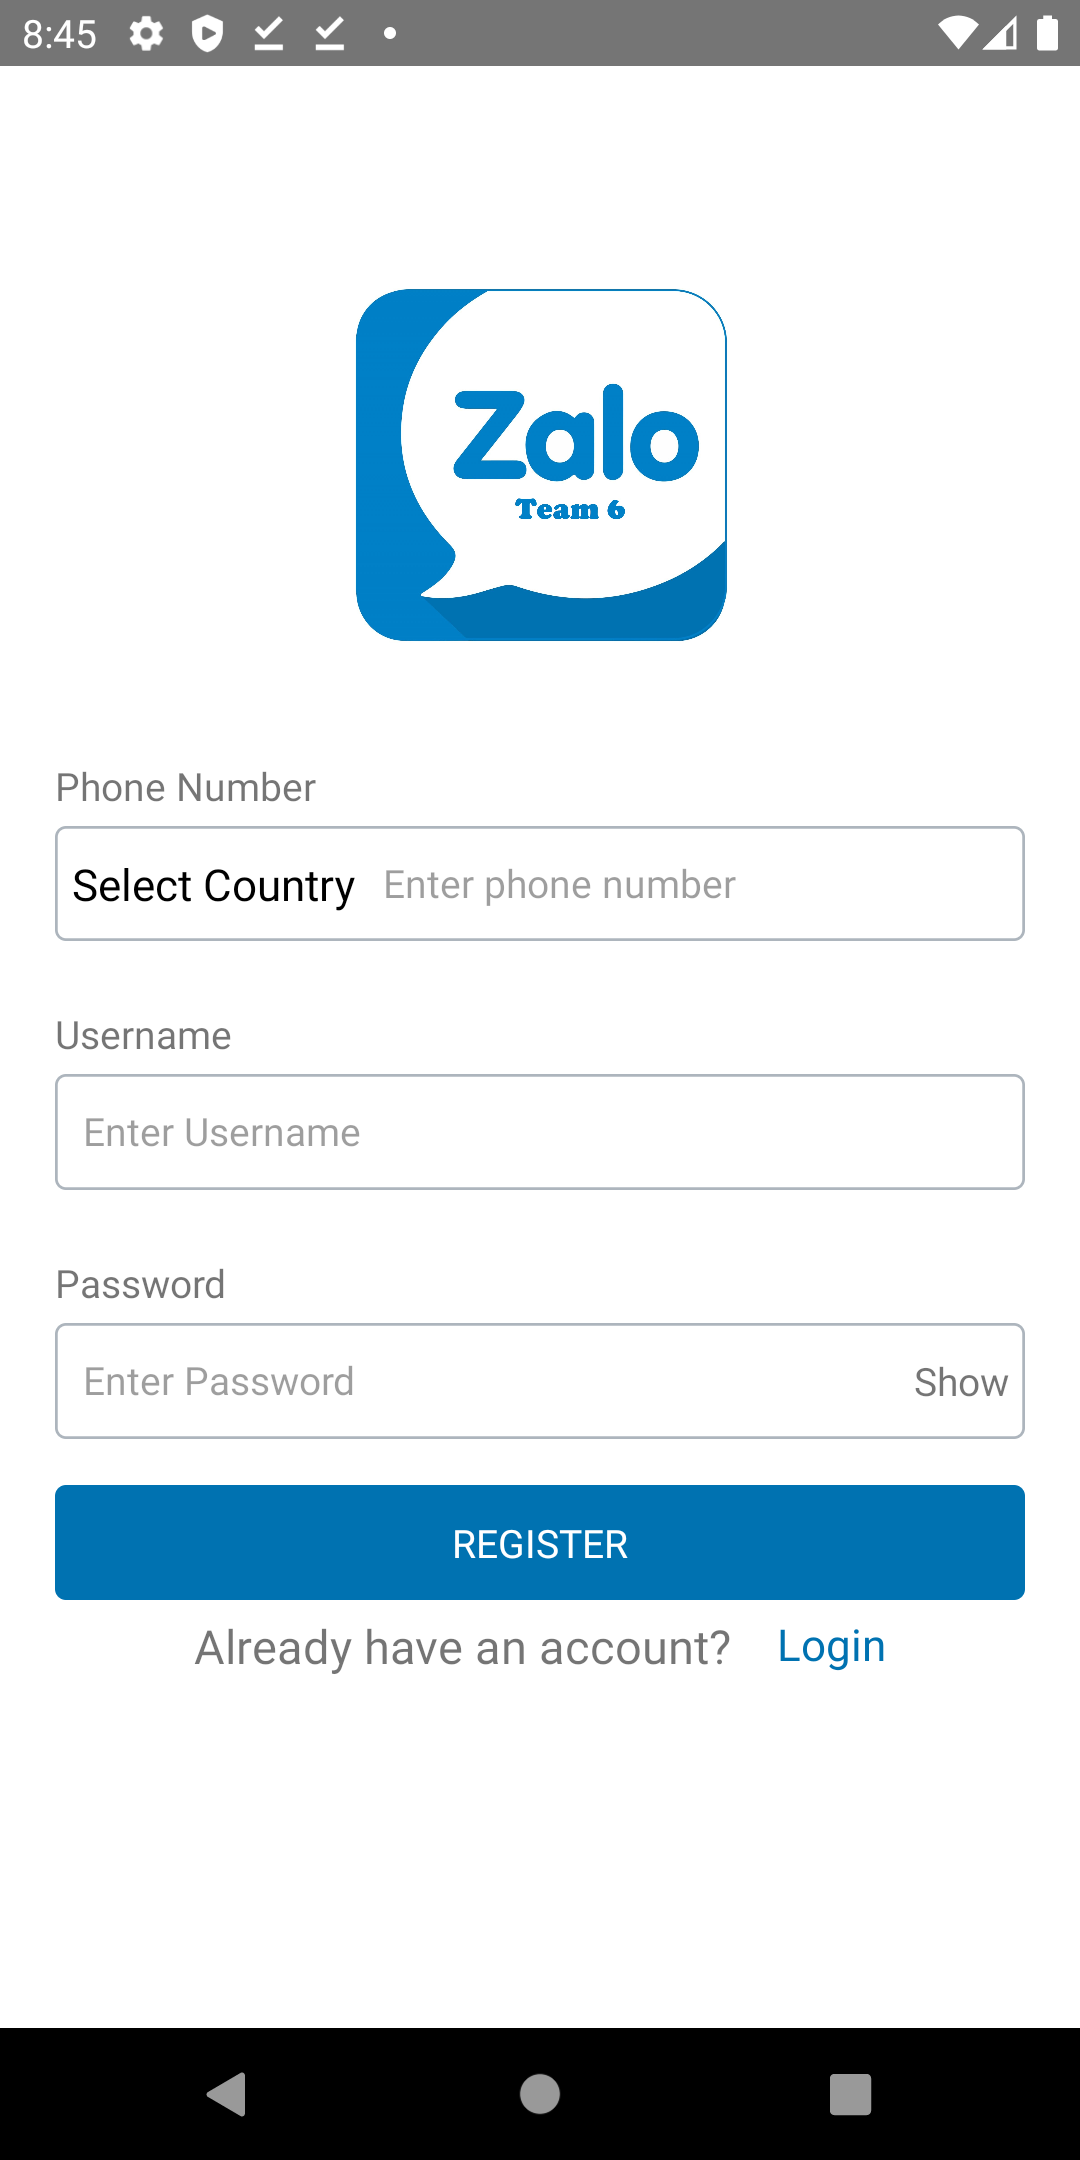 8:45
Zalo
Team 6
Phone Number
Select Country Enter phone number
Username
Enter Username
Password
Enter Password Show
REGISTER
Already have an account? Login